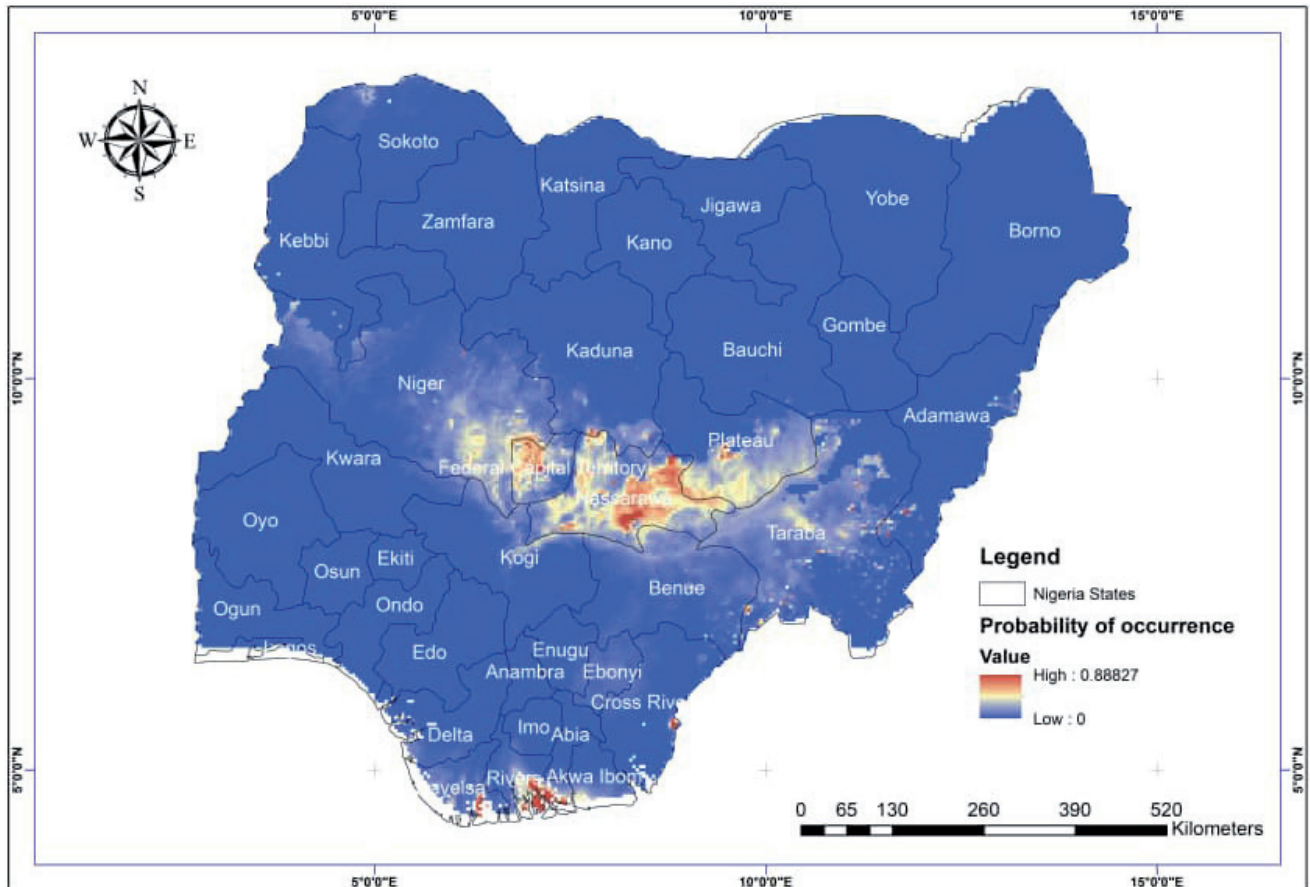 5°0'0"E
10°0'0"E
15°0'0"E
N
W
E
S
Sokoto
Katsina
Jigawa
Yobe
Zamfara
Kebbi
Kano
Borno
Gombe
Kaduna
Bauchi
10°0'0"N
10°0'0"N
Niger
Adamawa
Plateau
Kwara
Federal Capital Territory
Nassarawa
Oyo
Taraba
Kogi
Ekiti
Osun
Benue
Ogun
Ondo
Lagos
Edo
Enugu
Anambra
Ebonyi
Cross River
Imo
Abia
Delta
Rivers
Akwa Ibom
ayelsa
5°0'0"N
5°0'0"N
Legend
Nigeria States
Probability of occurrence
Value
High : 0.88827
Low : 0
0 65 130 260 390 520
Kilometers
5°0'0"E
10°0'0"E
15°0'0"E